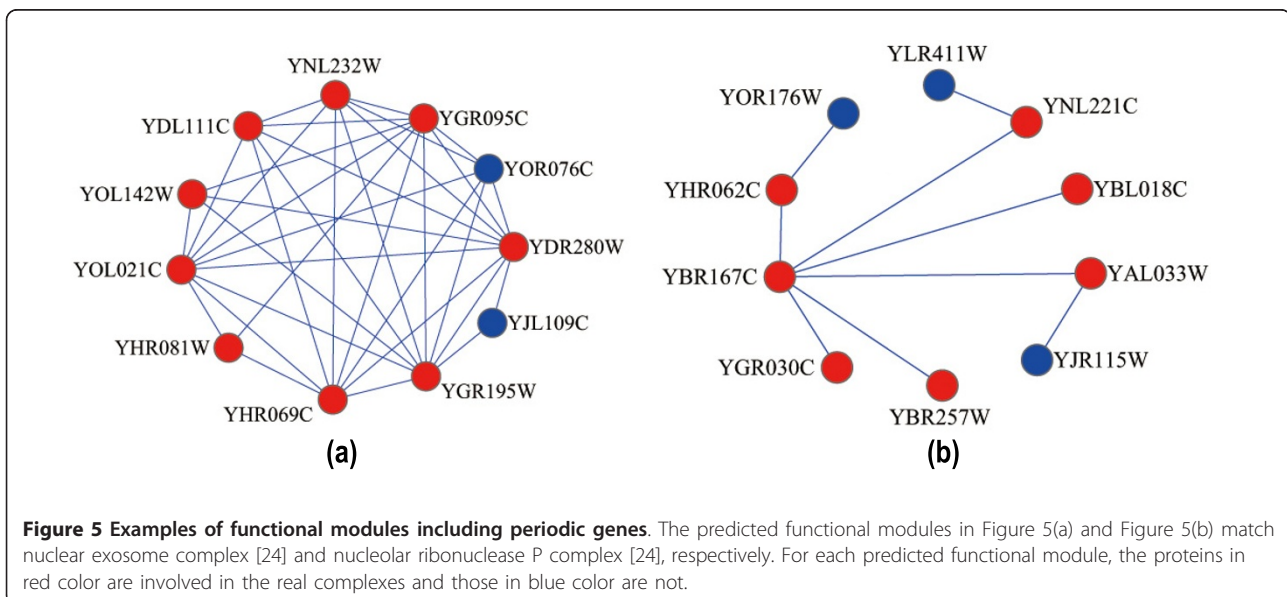 YNL232W
YGR095C
YDL111C
YOR076C
YOL142W
YDR280W
YOL021C
YJL109C
YHR081W
YGR195W
YHR069C
(a)
YLR411W
YOR176W
YNL221C
YHR062C
YBL018C
YBR167C
YAL033W
YGR030C
YJR115W
YBR257W
(b)
Figure 5 Examples of functional modules including periodic genes. The predicted functional modules in Figure 5(a) and Figure 5(b) match
nuclear exosome complex [24] and nucleolar ribonuclease P complex [24], respectively. For each predicted functional module, the proteins in
red color are involved in the real complexes and those in blue color are not.